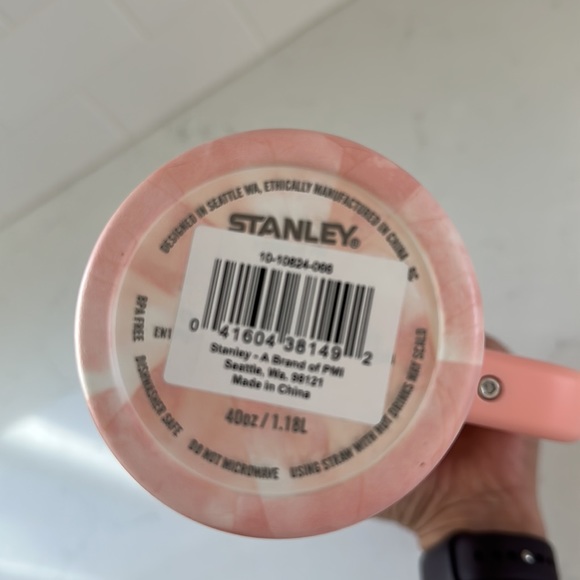 DESIGNED IN SEATTLE WA, ETHICALLY MANUFACTURED IN CHINA
STANLEY®
10-10824-066
0 41604 38149 2
Stanley - A Brand of PMI
Seattle, Wa. 98121
Made in China
40oz / 1.18L
BPA FREE
DISHWASHER SAFE
DO NOT MICROWAVE
USING STRAW WITH HOT DRINKS MAY SCALD